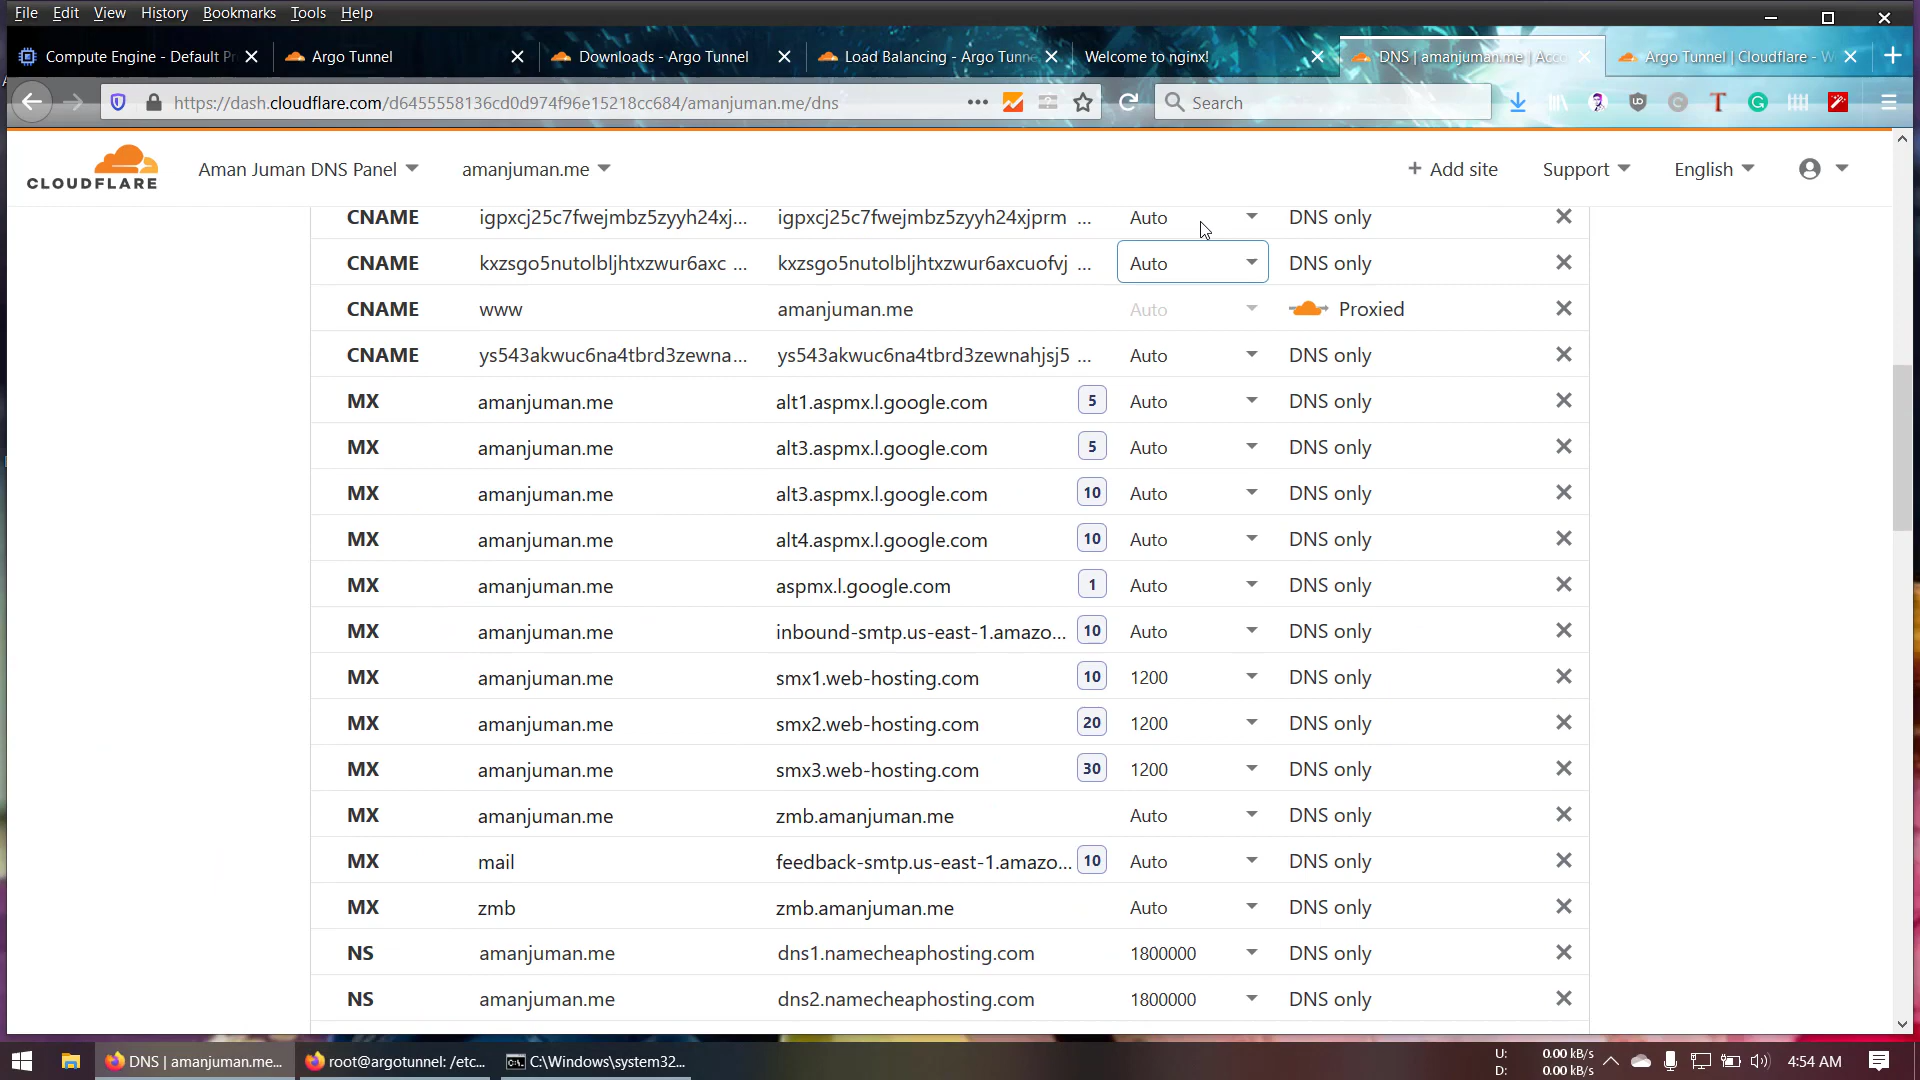 File Edit View History Bookmarks Tools Help
Compute Engine - Default Pr
Argo Tunnel
Downloads - Argo Tunnel
Load Balancing - Argo Tunne
Welcome to nginx!
DNS | amanjuman.me | Acc
Argo Tunnel | Cloudflare - W
https://dash.cloudflare.com/d6455558136cd0d974f96e15218cc684/amanjuman.me/dns
Search
CLOUDFLARE
Aman Juman DNS Panel
amanjuman.me
+ Add site
Support
English
CNAME igpxcj25c7fwejmbz5zyyh24xj... igpxcj25c7fwejmbz5zyyh24xjprm ... Auto DNS only
CNAME kxzsgo5nutolbljhtxzwur6axc ... kxzsgo5nutolbljhtxzwur6axcuofvj ... Auto DNS only
CNAME www amanjuman.me Auto Proxied
CNAME ys543akwuc6na4tbrd3zewna... ys543akwuc6na4tbrd3zewnahjsj5 ... Auto DNS only
MX amanjuman.me alt1.aspmx.l.google.com 5 Auto DNS only
MX amanjuman.me alt3.aspmx.l.google.com 5 Auto DNS only
MX amanjuman.me alt3.aspmx.l.google.com 10 Auto DNS only
MX amanjuman.me alt4.aspmx.l.google.com 10 Auto DNS only
MX amanjuman.me aspmx.l.google.com 1 Auto DNS only
MX amanjuman.me inbound-smtp.us-east-1.amazo... 10 Auto DNS only
MX amanjuman.me smx1.web-hosting.com 10 1200 DNS only
MX amanjuman.me smx2.web-hosting.com 20 1200 DNS only
MX amanjuman.me smx3.web-hosting.com 30 1200 DNS only
MX amanjuman.me zmb.amanjuman.me Auto DNS only
MX mail feedback-smtp.us-east-1.amazo... 10 Auto DNS only
MX zmb zmb.amanjuman.me Auto DNS only
NS amanjuman.me dns1.namecheaphosting.com 1800000 DNS only
NS amanjuman.me dns2.namecheaphosting.com 1800000 DNS only
DNS | amanjuman.me...
root@argotunnel: /etc...
C:\Windows\system32...
U: 0.00 kB/s
D: 0.00 kB/s
4:54 AM